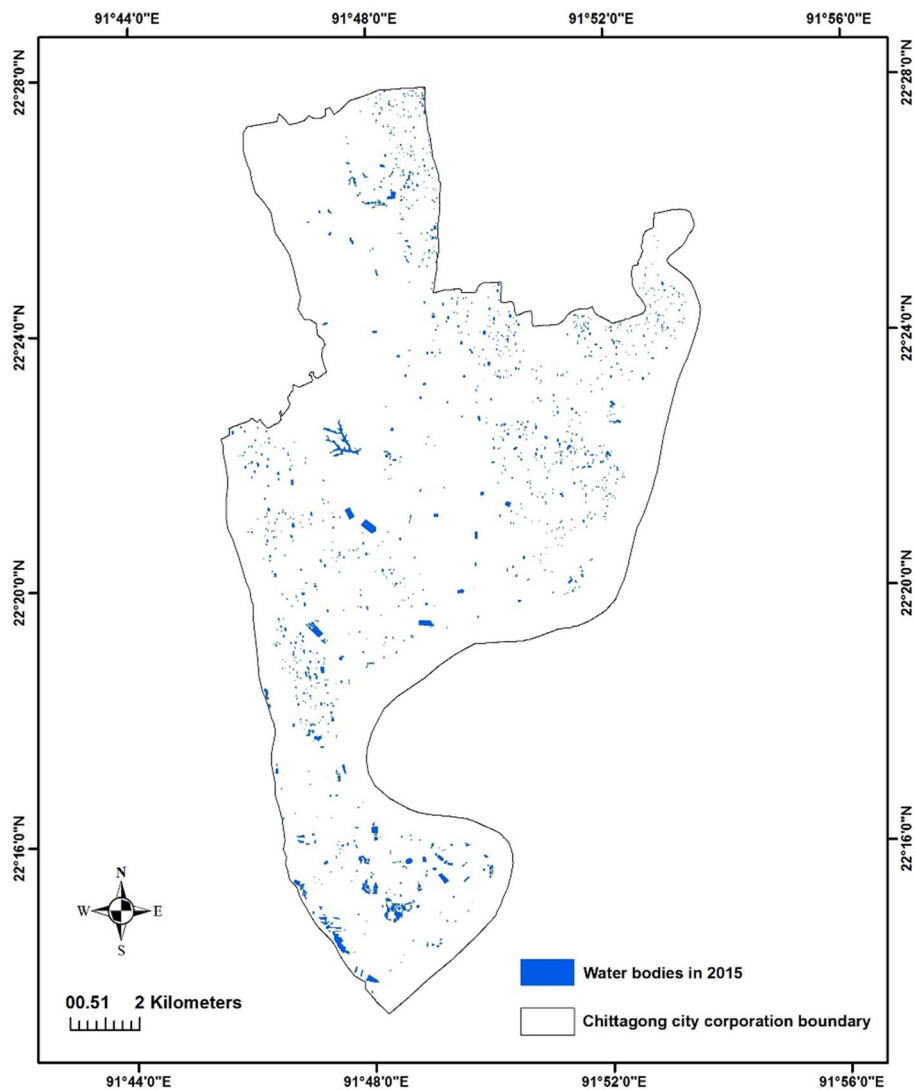 91°44'0"E 91°48'0"E 91°52'0"E 91°56'0"E
22°28'0"N 22°28'0"N
22°24'0"N 22°24'0"N
22°20'0"N 22°20'0"N
22°16'0"N 22°16'0"N
N
W E
S
Water bodies in 2015
00.51 2 Kilometers
Chittagong city corporation boundary
91°44'0"E 91°48'0"E 91°52'0"E 91°56'0"E